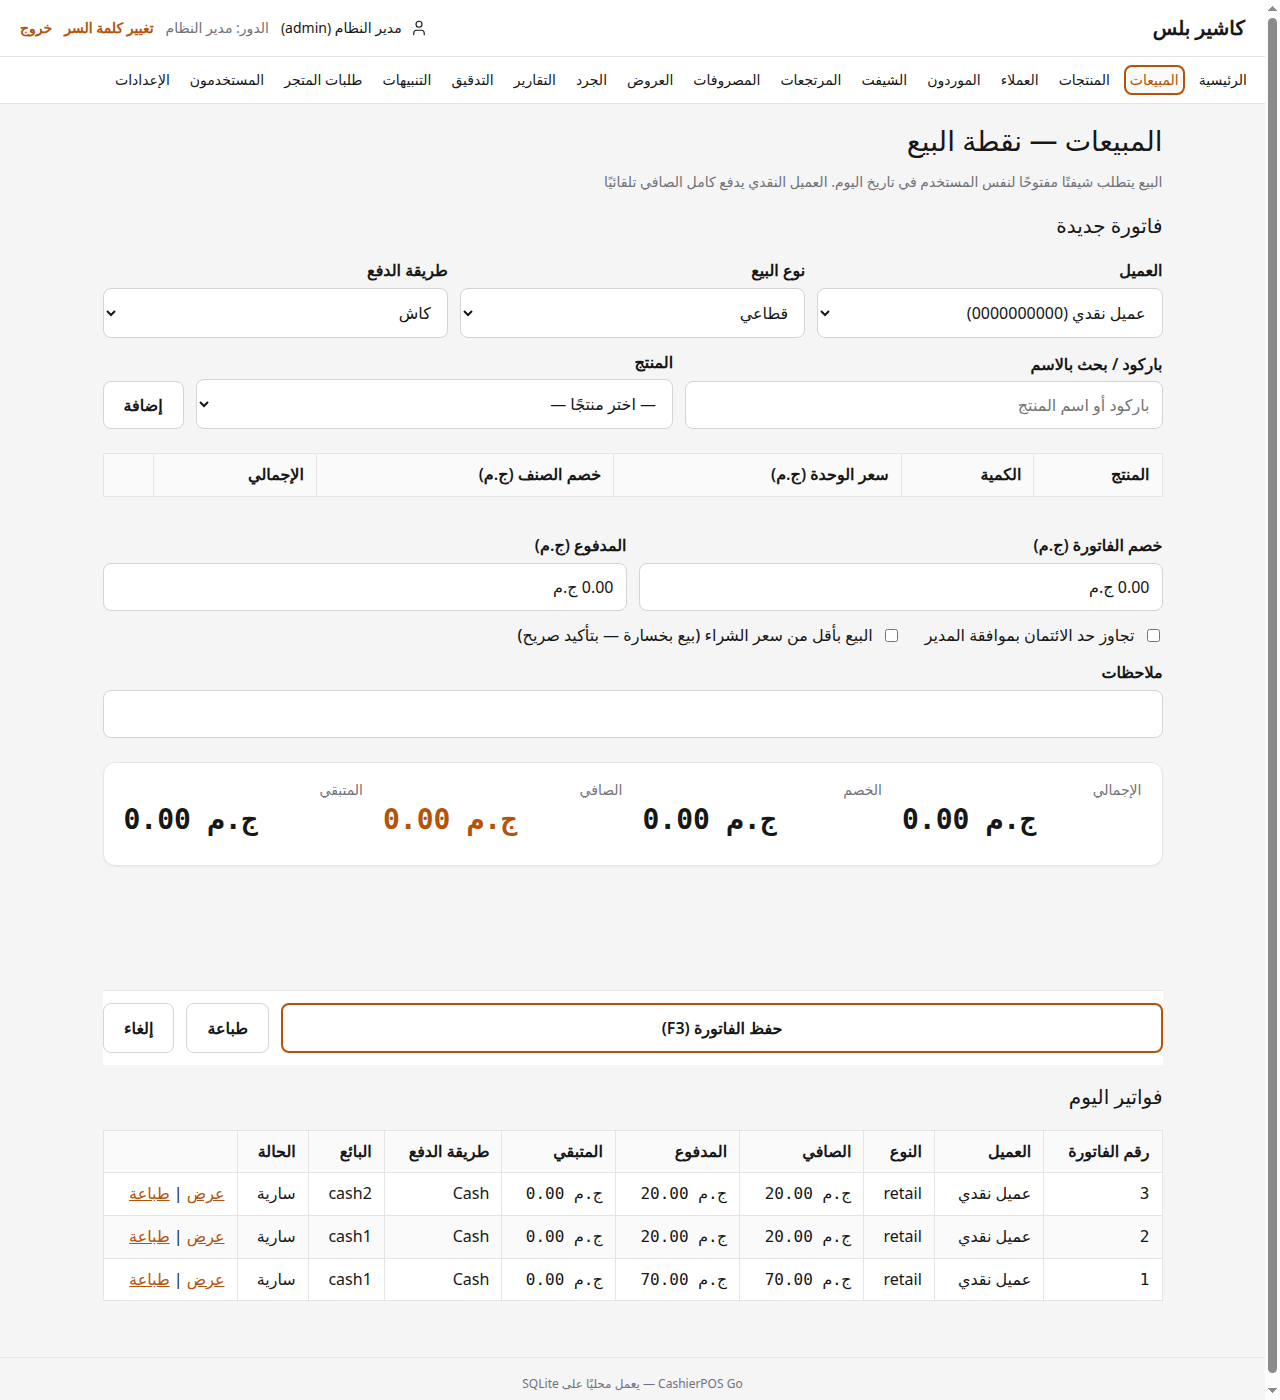 كاشير بلس
مدير النظام (admin) الدور: مدير النظام تغيير كلمة السر خروج
الرئيسية المبيعات المنتجات العملاء الموردون الشيفت المرتجعات المصروفات العروض الجرد التقارير التدقيق التنبيهات طلبات المتجر المستخدمون الإعدادات
المبيعات — نقطة البيع
البيع يتطلب شيفتًا مفتوحًا لنفس المستخدم في تاريخ اليوم. العميل النقدي يدفع كامل الصافي تلقائيًا
فاتورة جديدة
العميل نوع البيع طريقة الدفع
عميل نقدي (0000000000) قطاعي كاش
باركود / بحث بالاسم المنتج
باركود أو اسم المنتج — اختر منتجًا — إضافة
المنتج الكمية سعر الوحدة (ج.م) خصم الصنف (ج.م) الإجمالي
خصم الفاتورة (ج.م) المدفوع (ج.م)
0.00 ج.م 0.00 ج.م
تجاوز حد الائتمان بموافقة المدير البيع بأقل من سعر الشراء (بيع بخسارة — بتأكيد صريح)
ملاحظات
الإجمالي الخصم الصافي المتبقي
0.00 ج.م 0.00 ج.م 0.00 ج.م 0.00 ج.م
حفظ الفاتورة (F3) طباعة إلغاء
فواتير اليوم
رقم الفاتورة العميل النوع الصافي المدفوع المتبقي طريقة الدفع البائع الحالة
3 عميل نقدي retail 20.00 ج.م 20.00 ج.م 0.00 ج.م Cash cash2 سارية عرض | طباعة
2 عميل نقدي retail 20.00 ج.م 20.00 ج.م 0.00 ج.م Cash cash1 سارية عرض | طباعة
1 عميل نقدي retail 70.00 ج.م 70.00 ج.م 0.00 ج.م Cash cash1 سارية عرض | طباعة
CashierPOS Go — يعمل محليًا على SQLite